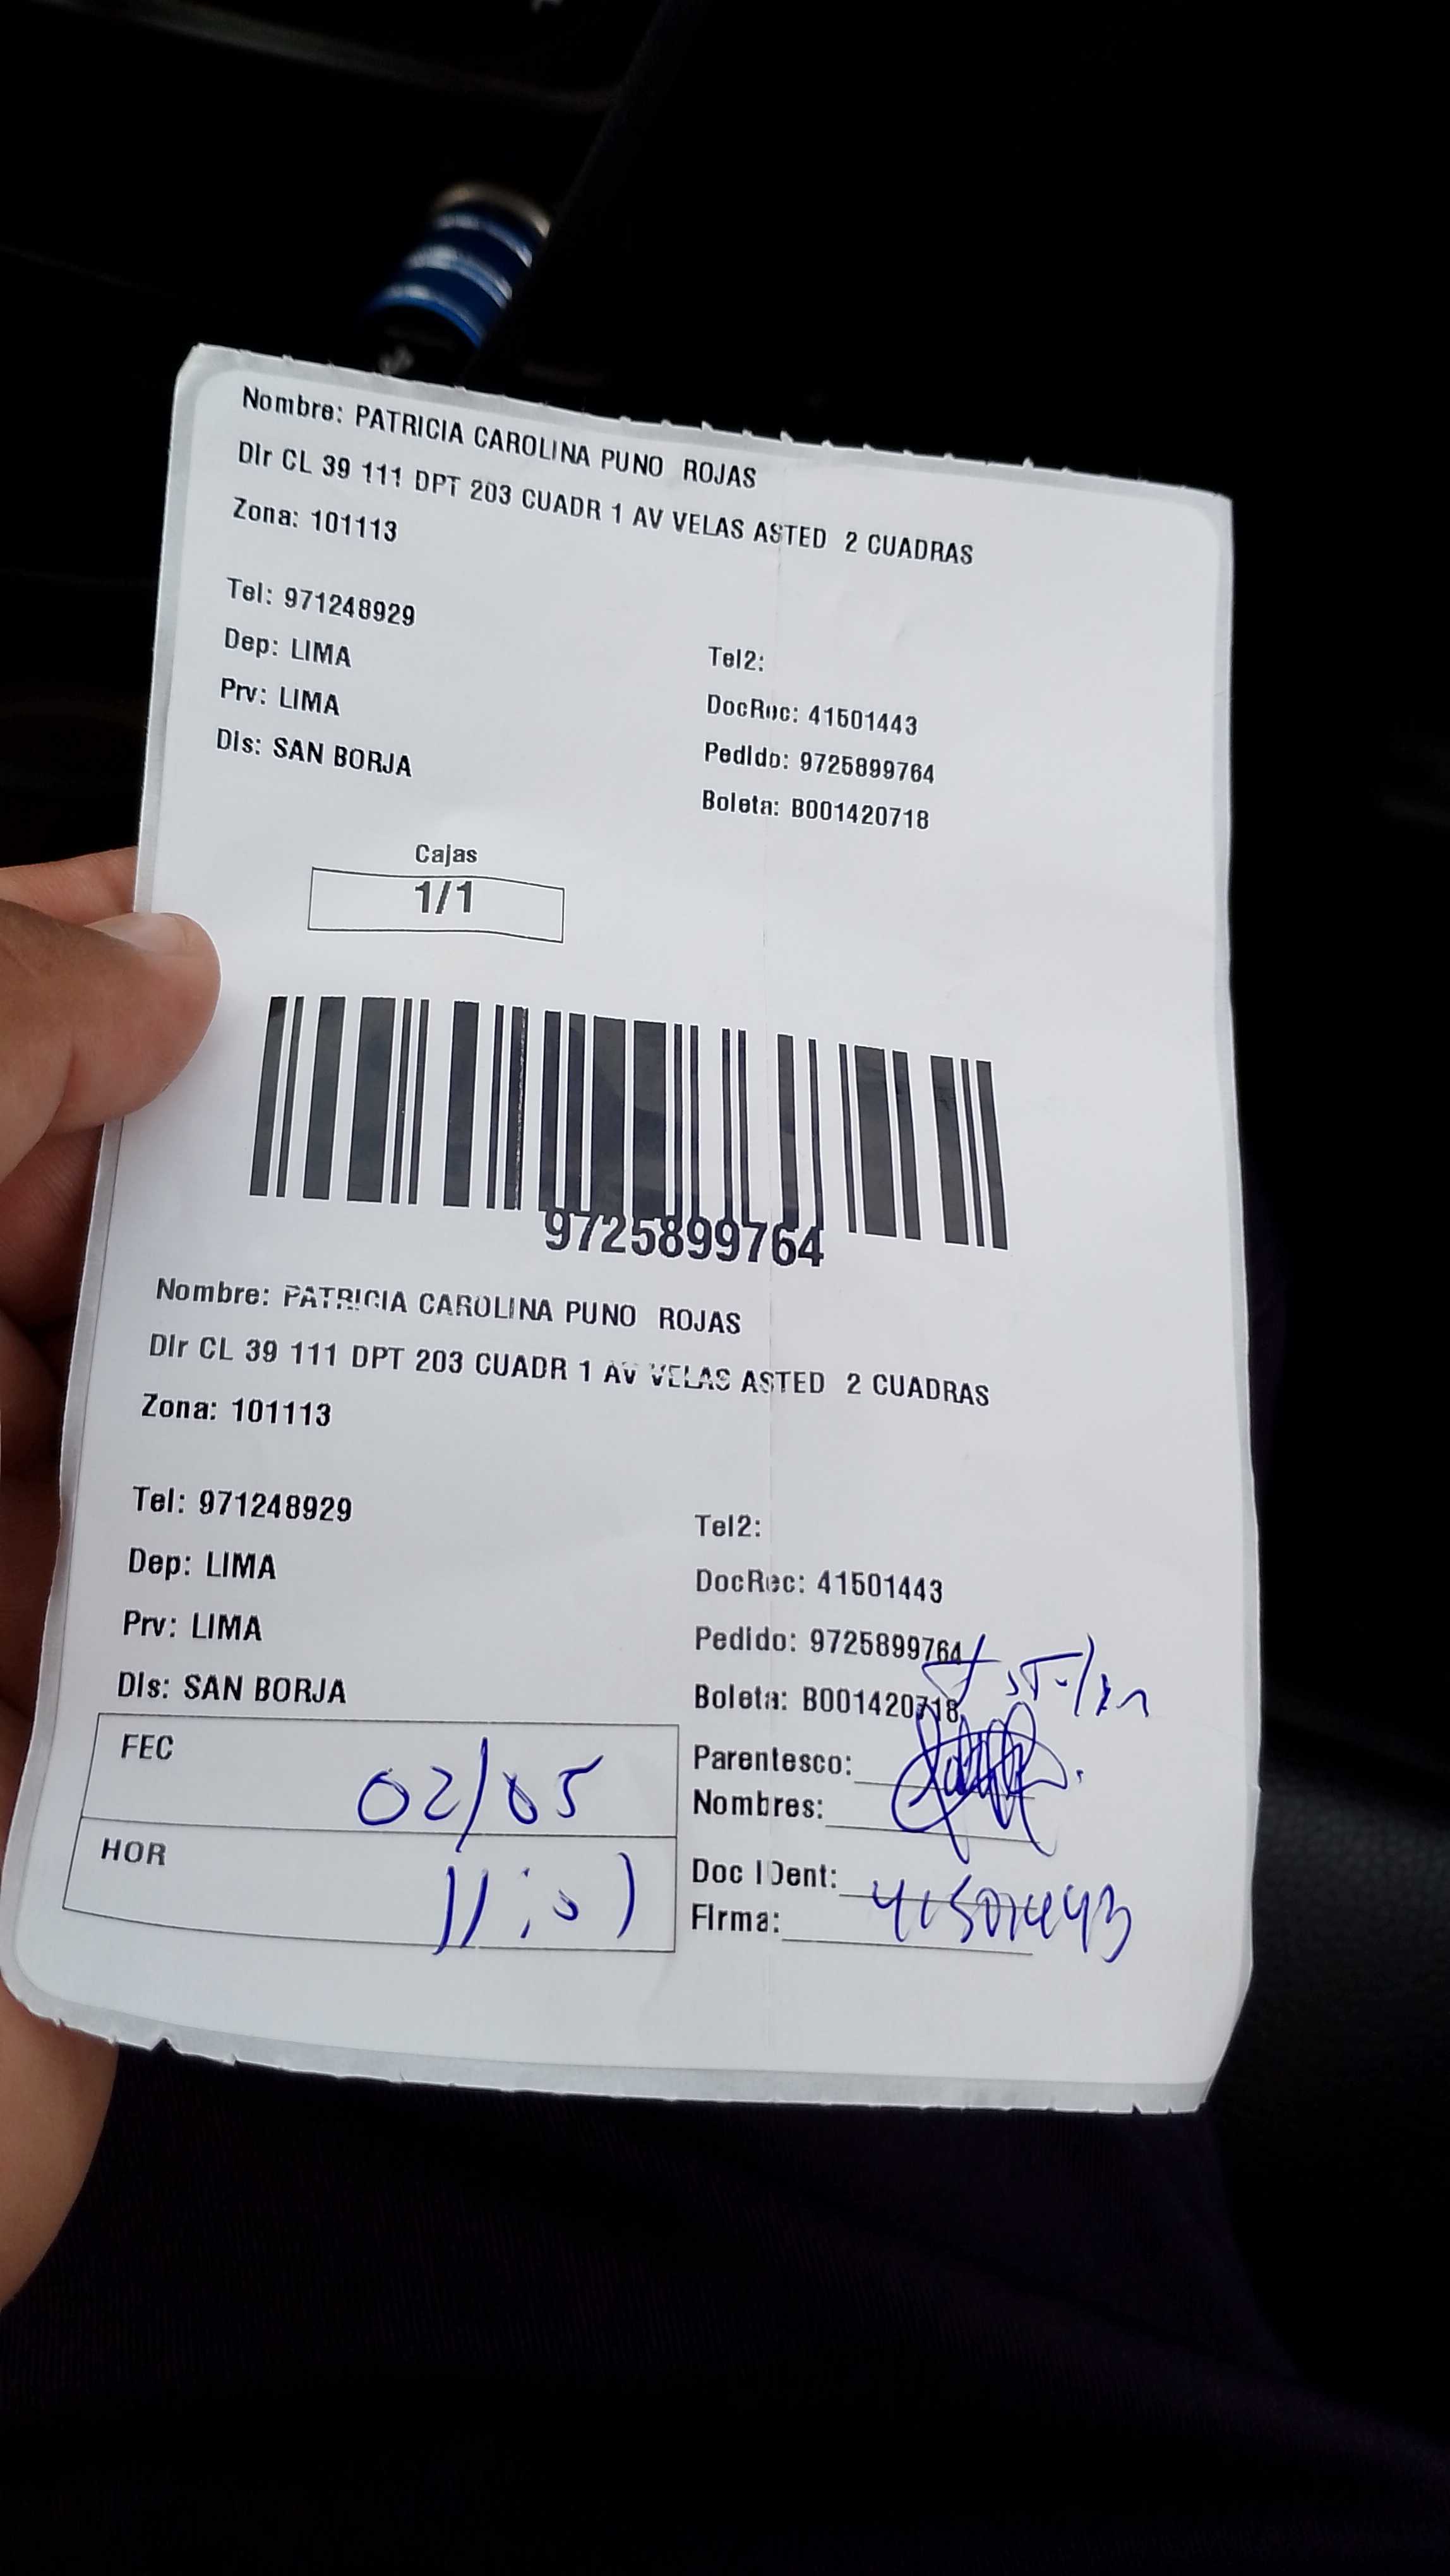 Nombre: PATRICIA CAROLINA PUNO ROJAS
Dir CL 39 111 DPT 203 CUADR 1 AV VELAS ASTED 2 CUADRAS
Zona: 101113
Tel: 971248929
Tel2:
Dep: LIMA
DocRec: 41501443
Prv: LIMA
Pedido: 9725899764
Dis: SAN BORJA
Boleta: B001420718
Cajas
1/1
9725899764
Nombre: PATRICIA CAROLINA PUNO ROJAS
Dir CL 39 111 DPT 203 CUADR 1 AV VELAS ASTED 2 CUADRAS
Zona: 101113
Tel: 971248929
Tel2:
Dep: LIMA
DocRec: 41501443
Prv: LIMA
Pedido: 9725899764
Dis: SAN BORJA
Boleta: B001420718
FEC 02/05
Parentesco:
Nombres:
HOR 11:01
Doc IDent: 41501443
Firma: